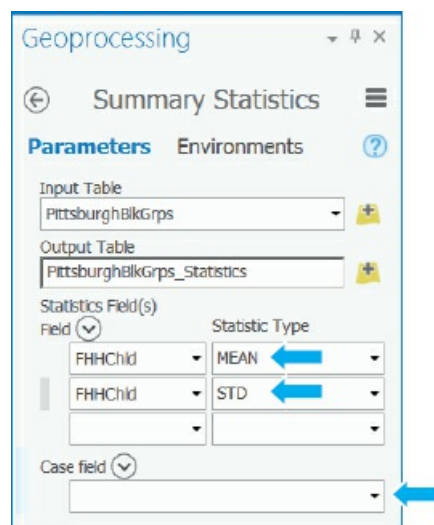 Geoprocessing
Summary Statistics
Parameters Environments ?
Input Table
PittsburghBlkGrps
Output Table
PittsburghBlkGrps_Statistics
Statistics Field(s)
Field Statistic Type
FHHChld MEAN
FHHChld STD
Case field